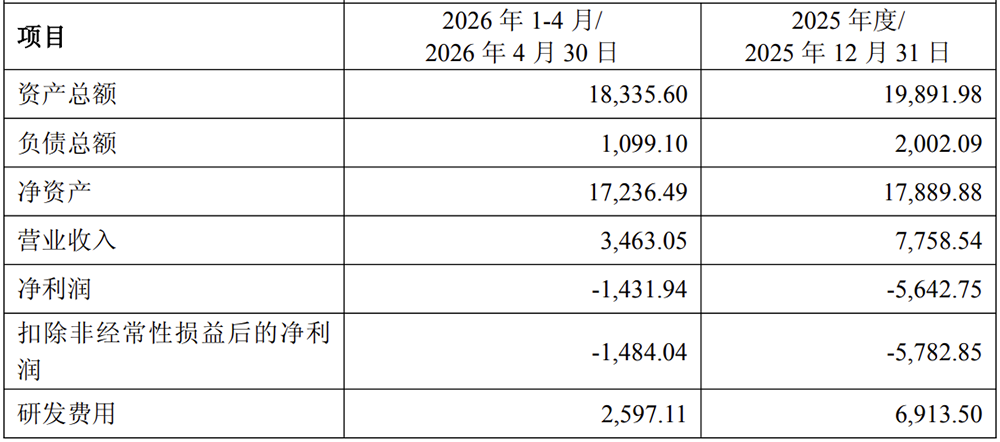 项目 2026 年 1-4 月/ 2025 年度/
2026 年 4 月 30 日 2025 年 12 月 31 日
资产总额 18,335.60 19,891.98
负债总额 1,099.10 2,002.09
净资产 17,236.49 17,889.88
营业收入 3,463.05 7,758.54
净利润 -1,431.94 -5,642.75
扣除非经常性损益后的净利 -1,484.04 -5,782.85
润
研发费用 2,597.11 6,913.50